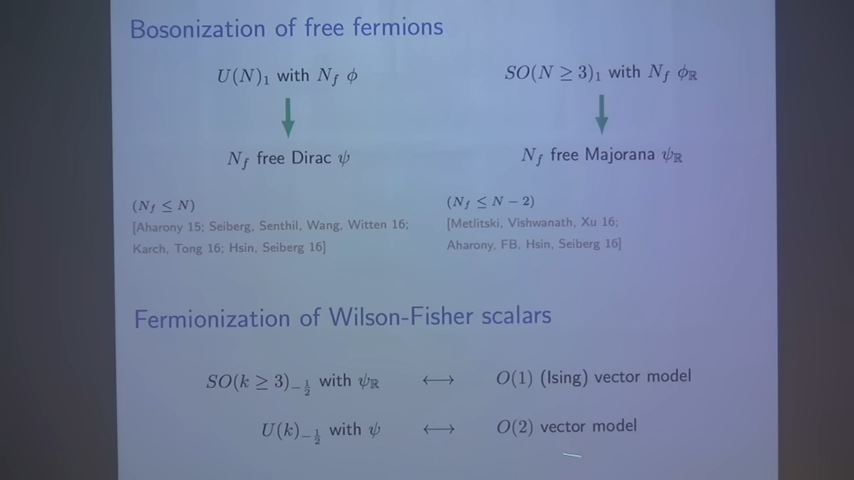 Bosonization of free fermions
U(N)₁ with N_f ϕ
SO(N ≥ 3)₁ with N_f ϕ_ℝ
N_f free Dirac ψ
N_f free Majorana ψ_ℝ
(N_f ≤ N)
[Aharony 15; Seiberg, Senthil, Wang, Witten 16;
Karch, Tong 16; Hsin, Seiberg 16]
(N_f ≤ N − 2)
[Metlitski, Vishwanath, Xu 16;
Aharony, FB, Hsin, Seiberg 16]
Fermionization of Wilson-Fisher scalars
SO(k ≥ 3)_{−1/2} with ψ_ℝ ⟷ O(1) (Ising) vector model
U(k)_{−1/2} with ψ ⟷ O(2) vector model